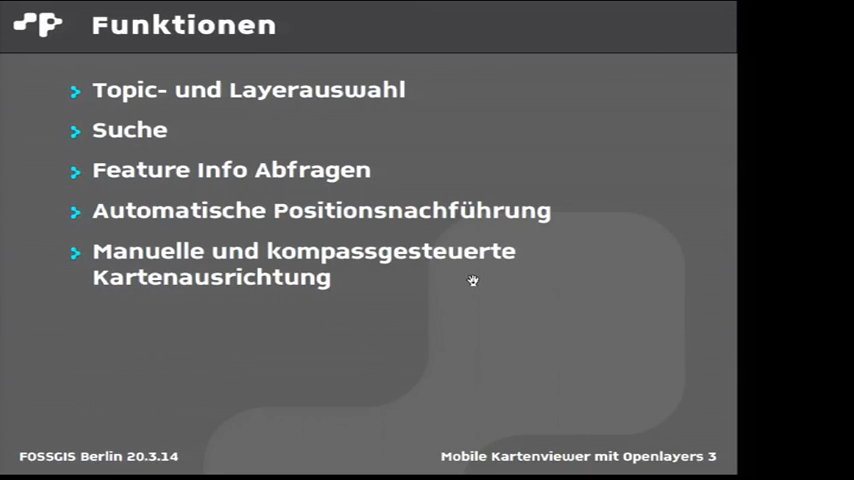 Funktionen
Topic- und Layerauswahl
Suche
Feature Info Abfragen
Automatische Positionsnachführung
Manuelle und kompassgesteuerte
Kartenausrichtung
FOSSGIS Berlin 20.3.14
Mobile Kartenviewer mit Openlayers 3